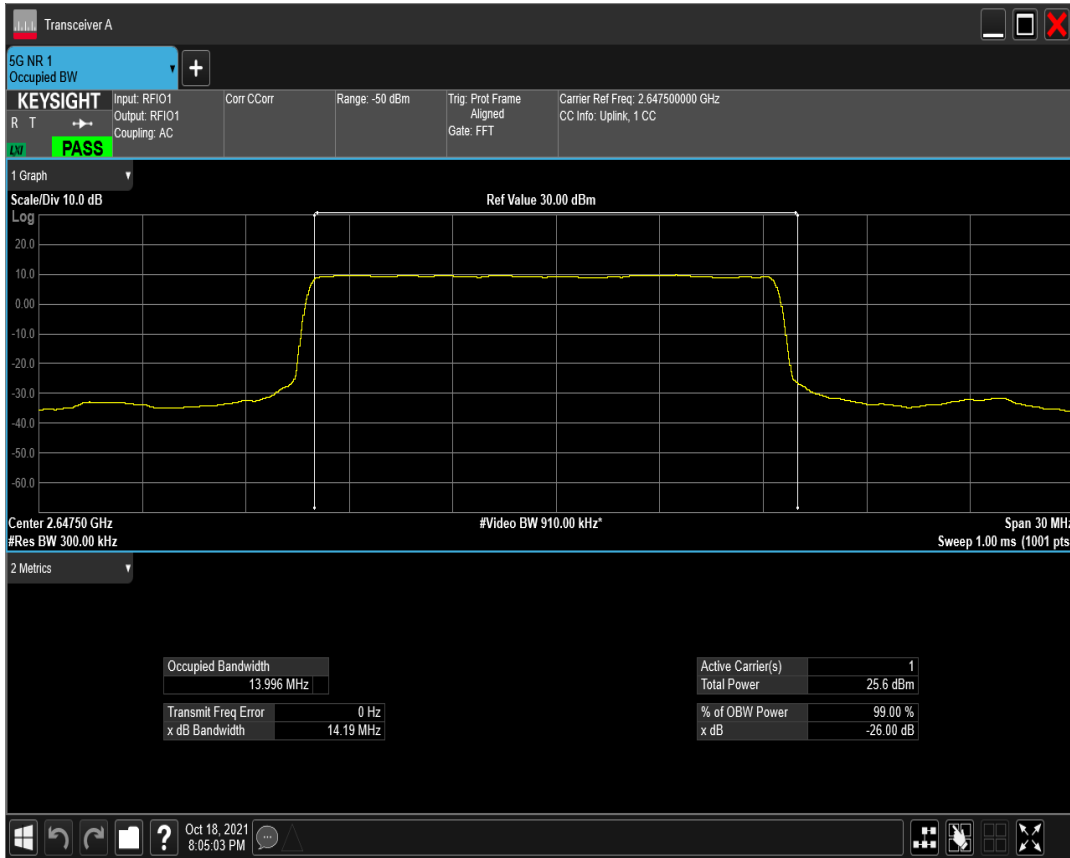 Transceiver A
5G NR 1
Occupied BW
+
KEYSIGHT
R T
LXI
PASS
Input: RFIO1
Output: RFIO1
Coupling: AC
Corr CCorr
Range: -50 dBm
Trig: Prot Frame
Aligned
Gate: FFT
Carrier Ref Freq: 2.647500000 GHz
CC Info: Uplink, 1 CC
1 Graph
Scale/Div 10.0 dB
Ref Value 30.00 dBm
Log
20.0
10.0
0.00
-10.0
-20.0
-30.0
-40.0
-50.0
-60.0
Center 2.64750 GHz
#Video BW 910.00 kHz*
Span 30 MHz
#Res BW 300.00 kHz
Sweep 1.00 ms (1001 pts
2 Metrics
Occupied Bandwidth
13.996 MHz
Transmit Freq Error 0 Hz
x dB Bandwidth 14.19 MHz
Active Carrier(s) 1
Total Power 25.6 dBm
% of OBW Power 99.00 %
x dB -26.00 dB
?
Oct 18, 2021
8:05:03 PM